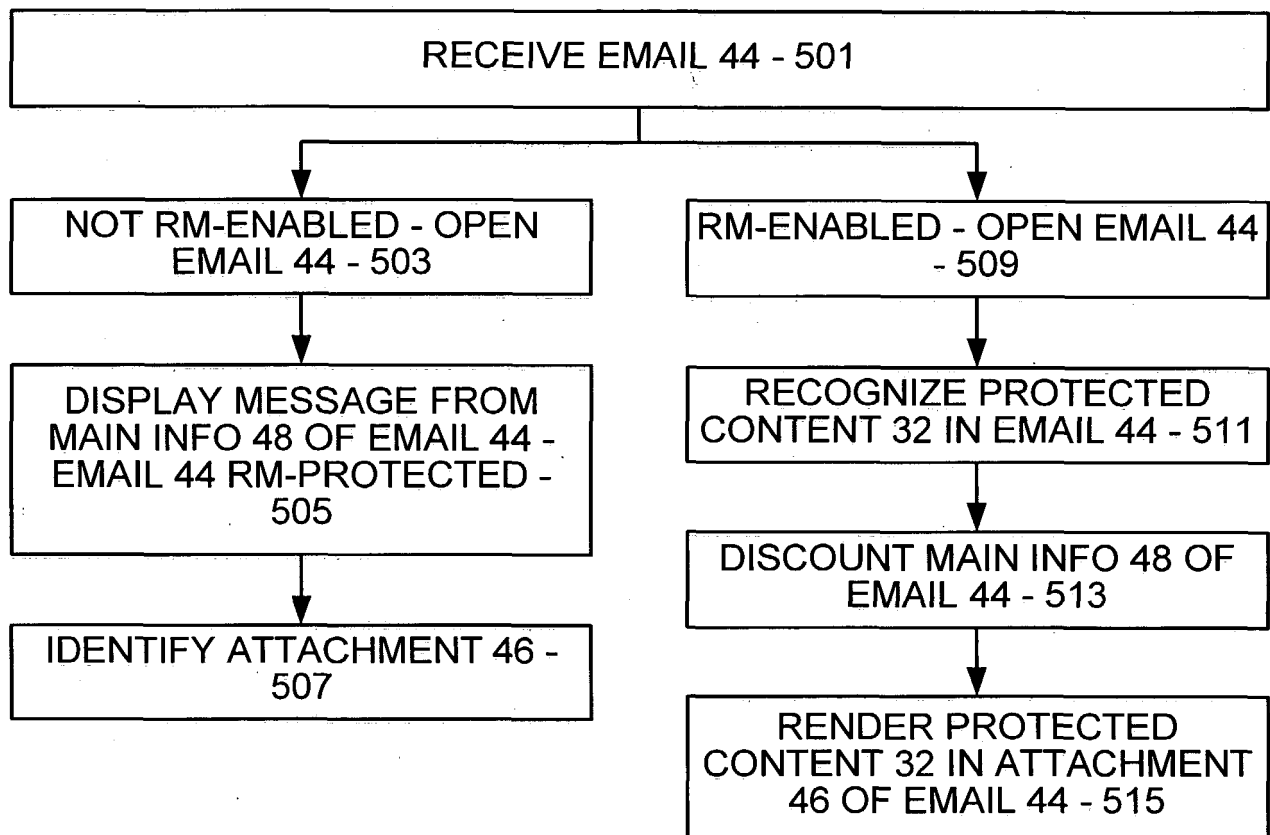 RECEIVE EMAIL 44 - 501
NOT RM-ENABLED - OPEN
EMAIL 44 - 503
DISPLAY MESSAGE FROM
MAIN INFO 48 OF EMAIL 44 -
EMAIL 44 RM-PROTECTED -
505
IDENTIFY ATTACHMENT 46 -
507
RM-ENABLED - OPEN EMAIL 44
- 509
RECOGNIZE PROTECTED
CONTENT 32 IN EMAIL 44 - 511
DISCOUNT MAIN INFO 48 OF
EMAIL 44 - 513
RENDER PROTECTED
CONTENT 32 IN ATTACHMENT
46 OF EMAIL 44 - 515